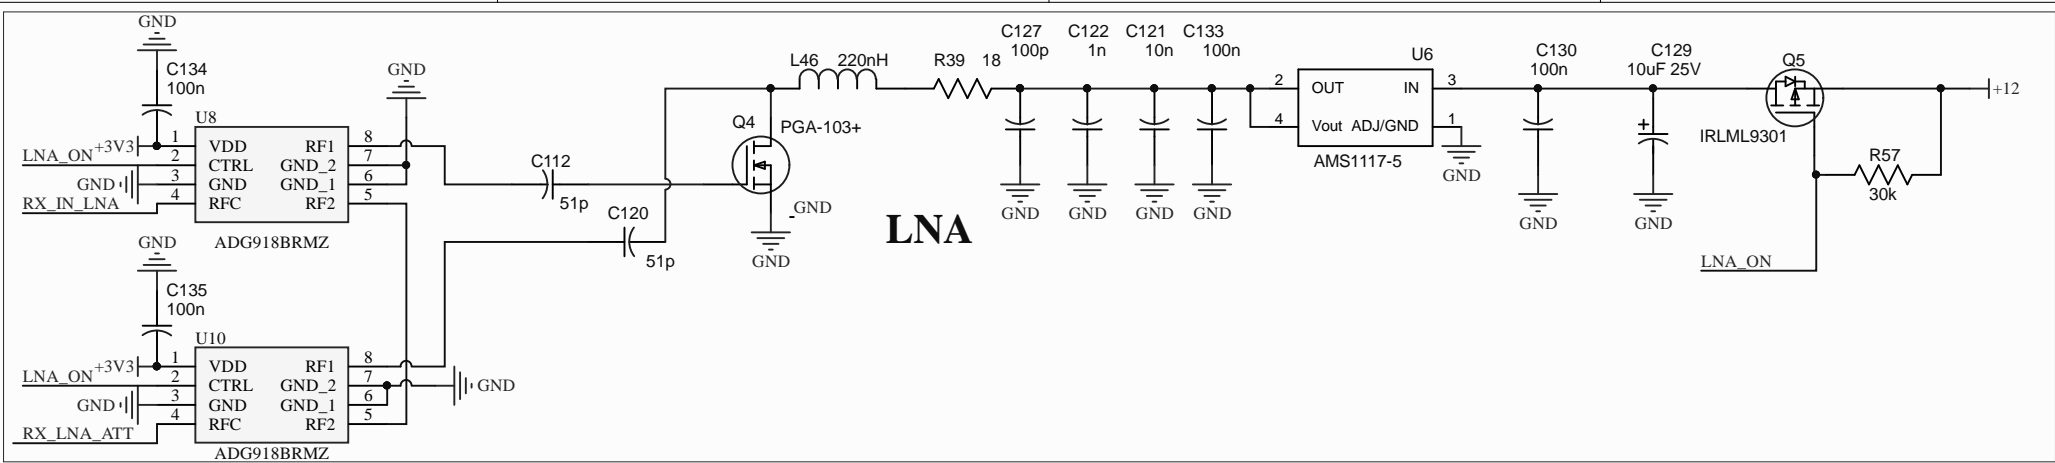 GND
C134
100n
U8
+3V3
LNA_ON
GND
RX_IN_LNA
1
2
3
4
VDD
CTRL
GND
RFC
RF1
GND_2
GND_1
RF2
8
7
6
5
ADG918BRMZ
GND
C112
51p
C120
51p
GND
C135
100n
U10
+3V3
LNA_ON
GND
RX_LNA_ATT
1
2
3
4
VDD
CTRL
GND
RFC
RF1
GND_2
GND_1
RF2
8
7
6
5
ADG918BRMZ
GND
Q4
PGA-103+
GND
GND
L46 220nH
R39 18
LNA
C127
100p
C122
1n
C121
10n
C133
100n
GND
GND
GND
GND
U6
2
4
OUT
Vout
IN
ADJ/GND
3
1
AMS1117-5
GND
C130
100n
GND
C129
10uF 25V
+
GND
Q5
IRLML9301
+12
R57
30k
LNA_ON